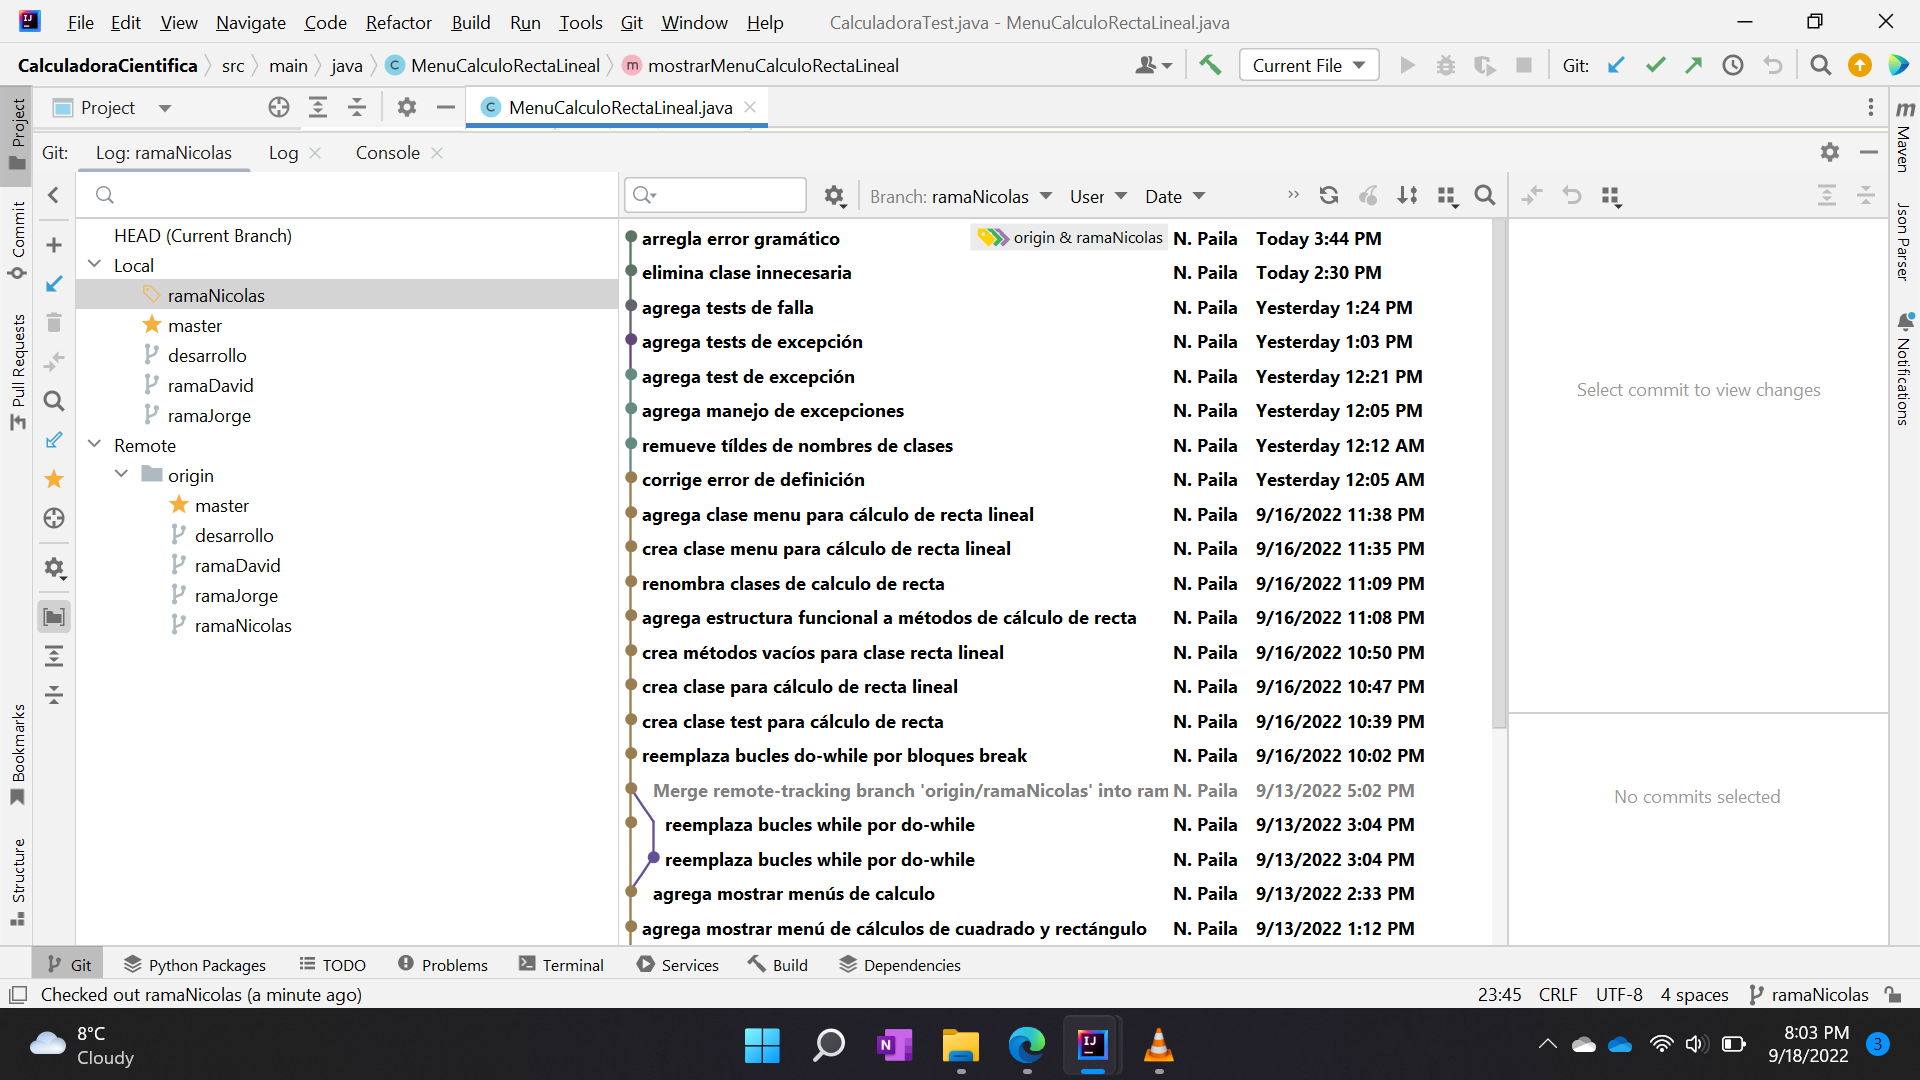 File Edit View Navigate Code Refactor Build Run Tools Git Window Help CalculadoraTest.java - MenuCalculoRectaLineal.java
CalculadoraCientifica src main java MenuCalculoRectaLineal mostrarMenuCalculoRectaLineal Current File Git:
Project MenuCalculoRectaLineal.java
Git: Log: ramaNicolas Log Console
Branch: ramaNicolas User Date
HEAD (Current Branch)
Local
ramaNicolas
master
desarrollo
ramaDavid
ramaJorge
Remote
origin
master
desarrollo
ramaDavid
ramaJorge
ramaNicolas
arregla error gramático origin & ramaNicolas N. Paila Today 3:44 PM
elimina clase innecesaria N. Paila Today 2:30 PM
agrega tests de falla N. Paila Yesterday 1:24 PM
agrega tests de excepción N. Paila Yesterday 1:03 PM
agrega test de excepción N. Paila Yesterday 12:21 PM
agrega manejo de excepciones N. Paila Yesterday 12:05 PM
remueve tíldes de nombres de clases N. Paila Yesterday 12:12 AM
corrige error de definición N. Paila Yesterday 12:05 AM
agrega clase menu para cálculo de recta lineal N. Paila 9/16/2022 11:38 PM
crea clase menu para cálculo de recta lineal N. Paila 9/16/2022 11:35 PM
renombra clases de calculo de recta N. Paila 9/16/2022 11:09 PM
agrega estructura funcional a métodos de cálculo de recta N. Paila 9/16/2022 11:08 PM
crea métodos vacíos para clase recta lineal N. Paila 9/16/2022 10:50 PM
crea clase para cálculo de recta lineal N. Paila 9/16/2022 10:47 PM
crea clase test para cálculo de recta N. Paila 9/16/2022 10:39 PM
reemplaza bucles do-while por bloques break N. Paila 9/16/2022 10:02 PM
Merge remote-tracking branch 'origin/ramaNicolas' into ram N. Paila 9/13/2022 5:02 PM
reemplaza bucles while por do-while N. Paila 9/13/2022 3:04 PM
reemplaza bucles while por do-while N. Paila 9/13/2022 3:04 PM
agrega mostrar menús de calculo N. Paila 9/13/2022 2:33 PM
agrega mostrar menú de cálculos de cuadrado y rectángulo N. Paila 9/13/2022 1:12 PM
Select commit to view changes
No commits selected
Project
Commit
Pull Requests
Bookmarks
Structure
m Maven
Json Parser
Notifications
Git Python Packages TODO Problems Terminal Services Build Dependencies
Checked out ramaNicolas (a minute ago) 23:45 CRLF UTF-8 4 spaces ramaNicolas
8°C
Cloudy
8:03 PM
9/18/2022
3